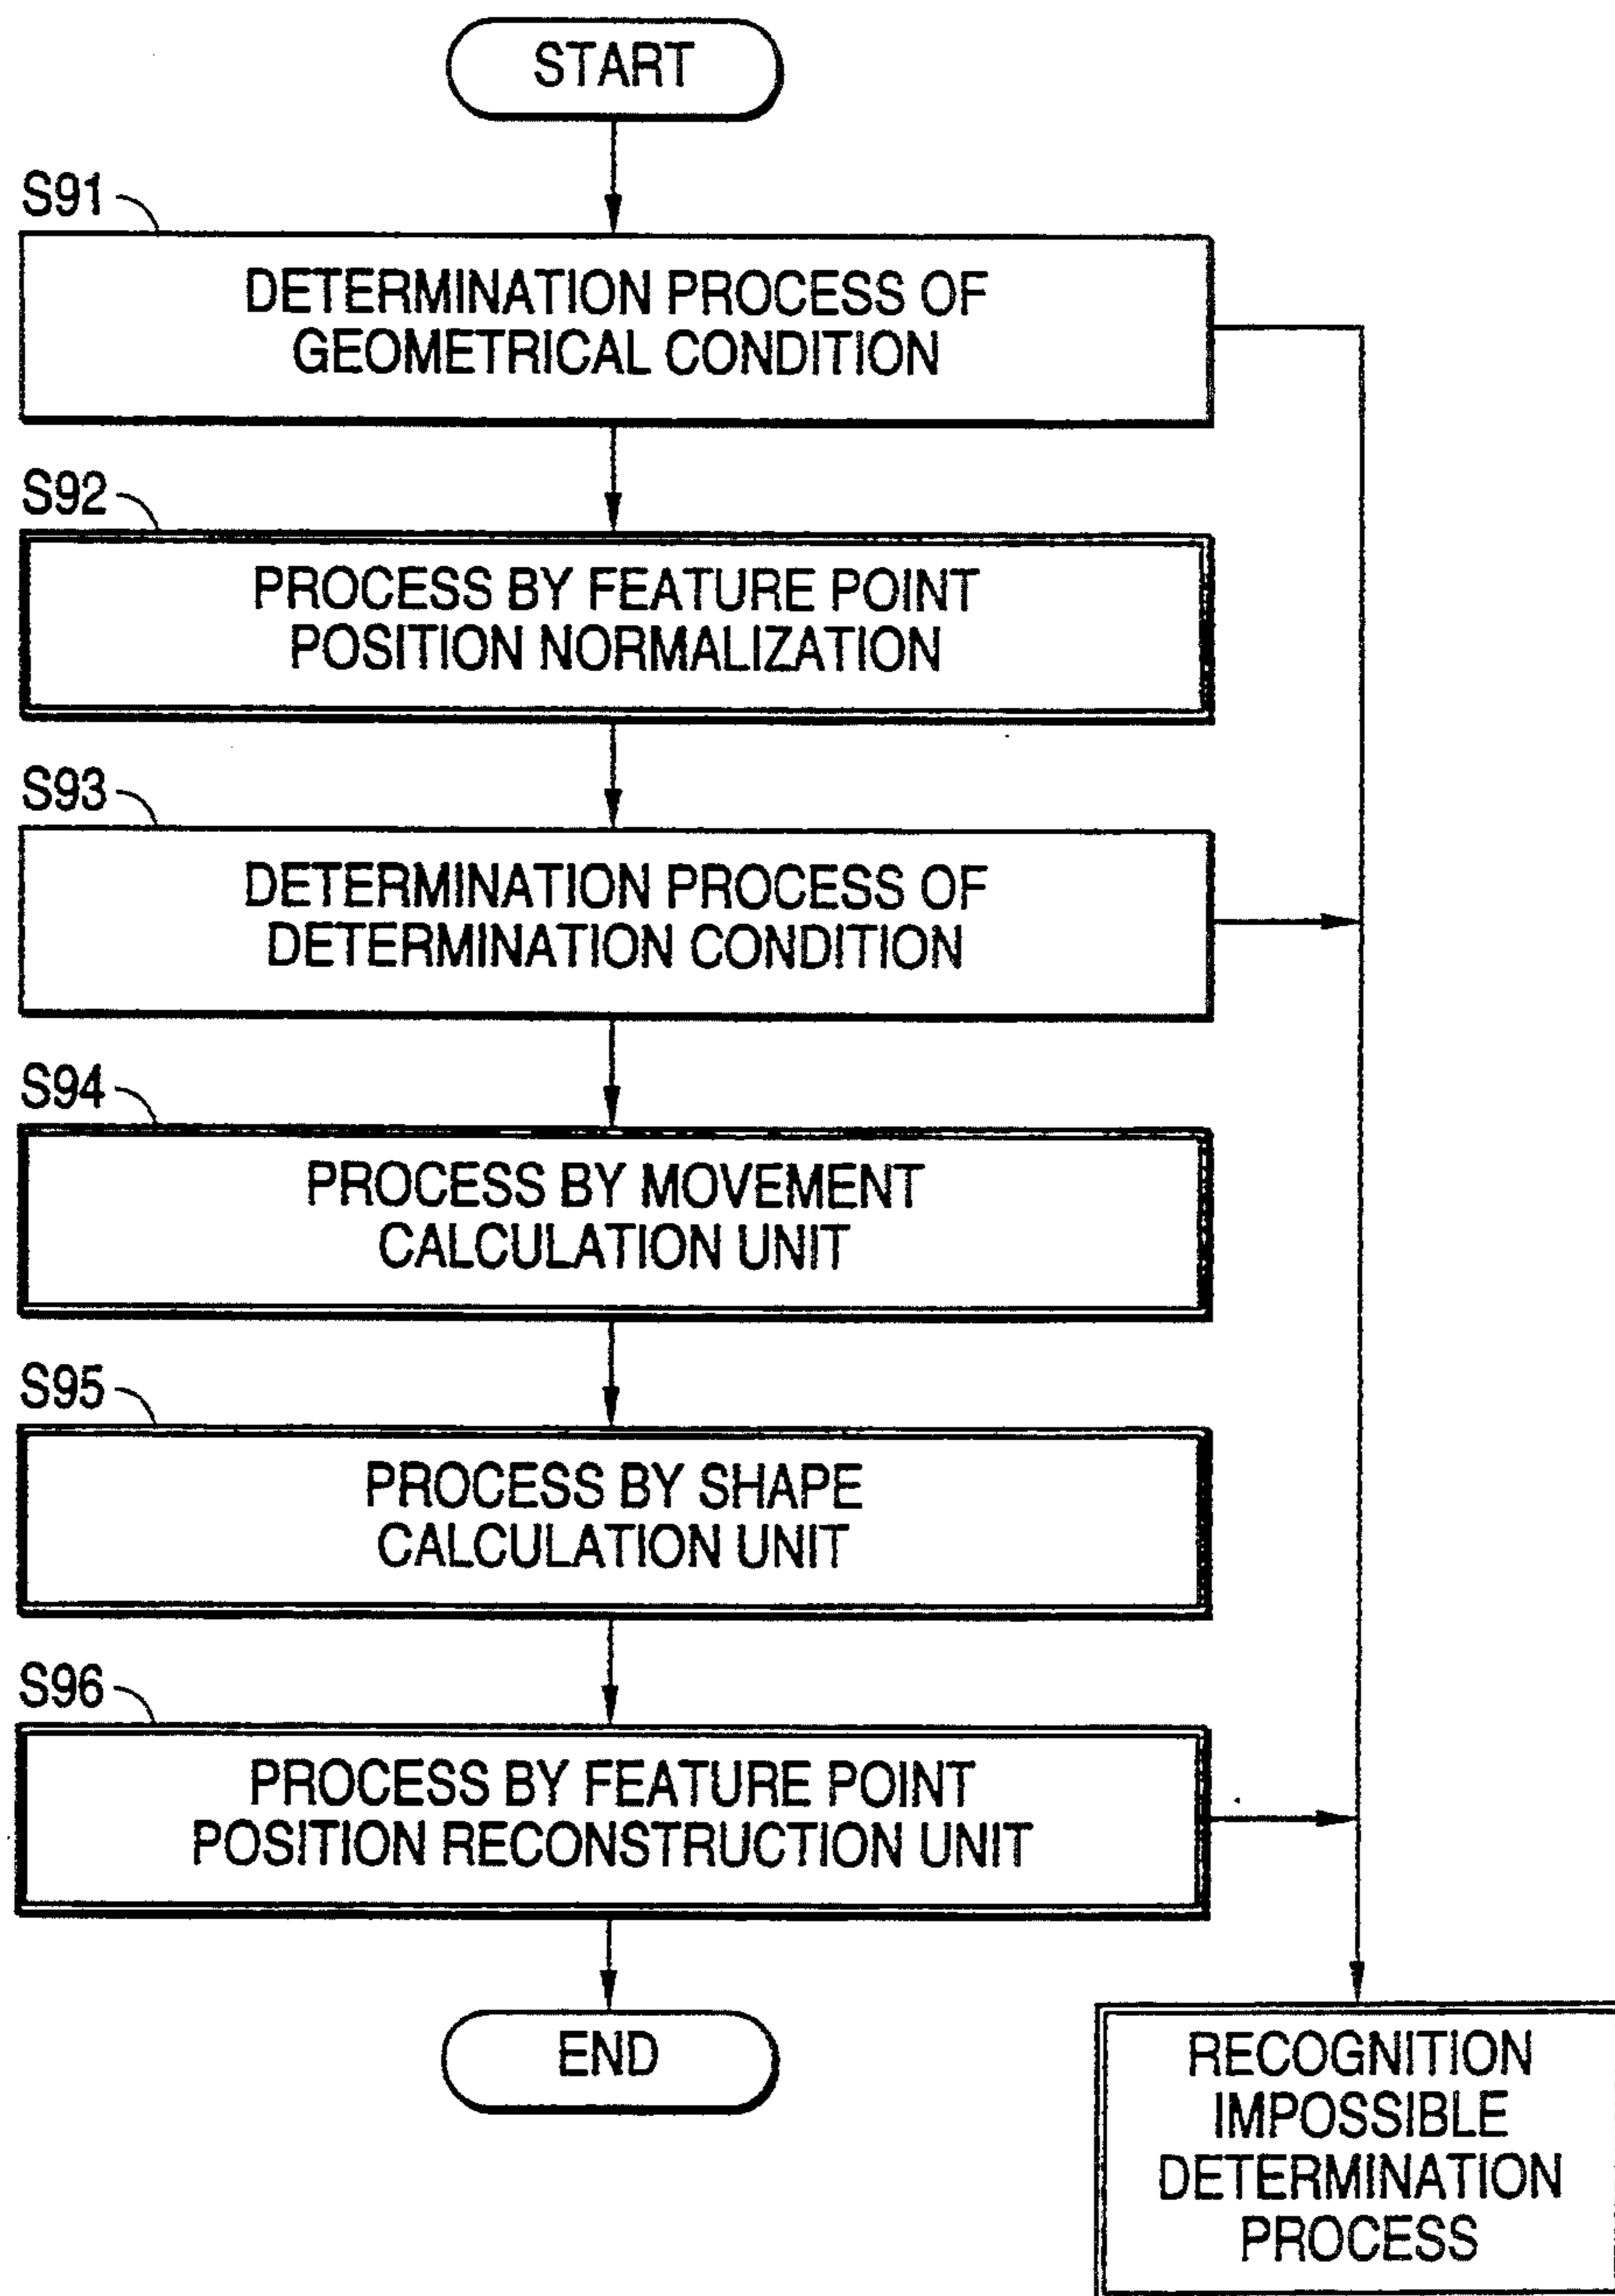 START
S91
DETERMINATION PROCESS OF
GEOMETRICAL CONDITION
S92
PROCESS BY FEATURE POINT
POSITION NORMALIZATION
S93
DETERMINATION PROCESS OF
DETERMINATION CONDITION
S94
PROCESS BY MOVEMENT
CALCULATION UNIT
S95
PROCESS BY SHAPE
CALCULATION UNIT
S96
PROCESS BY FEATURE POINT
POSITION RECONSTRUCTION UNIT
END
RECOGNITION
IMPOSSIBLE
DETERMINATION
PROCESS